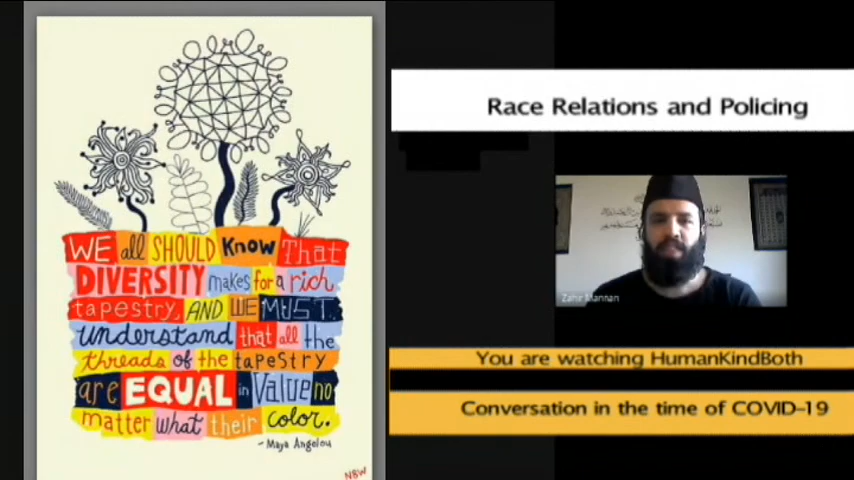 WE all SHOULD Know That
DIVERSITY makes for a rich
tapestry, AND WE MUST
understand that all the
threads of the tapestry
are EQUAL in Value no
matter what their color.
- Maya Angelou
NBW
Race Relations and Policing
Zahir Mannan
You are watching HumanKindBoth
Conversation in the time of COVID-19